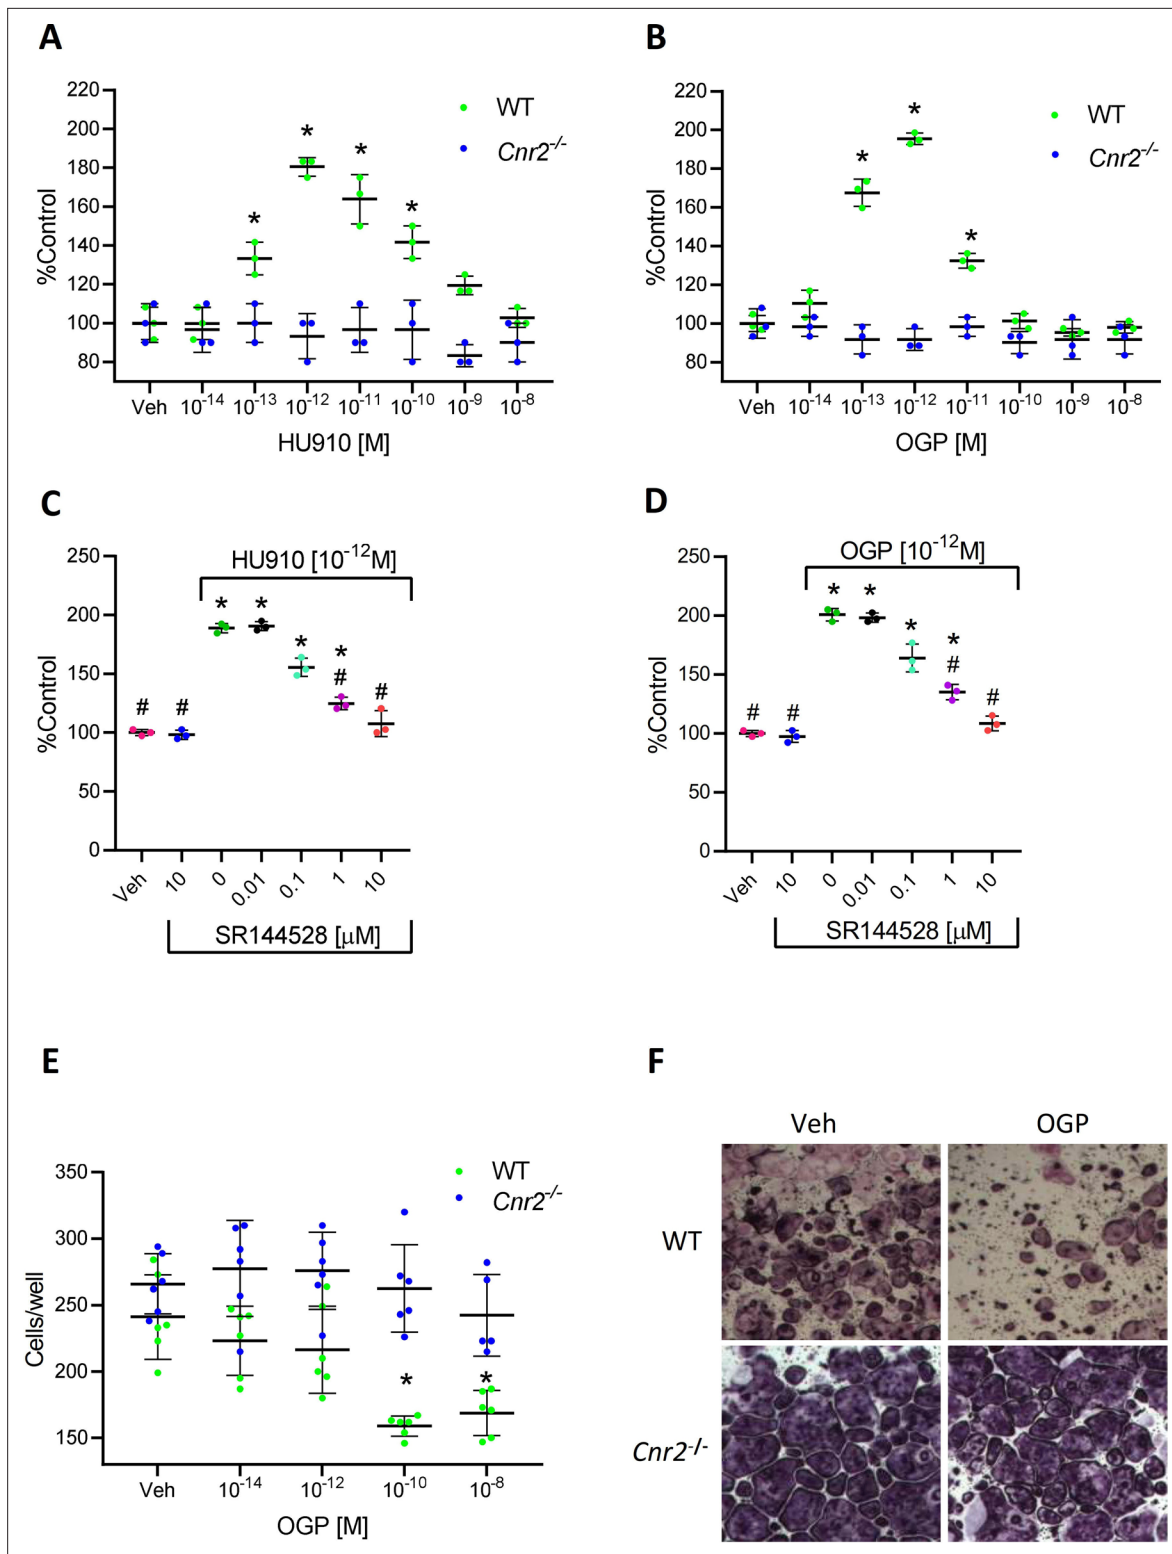 A
220
200
180
160
140
120
100
80
%Control
WT
Cnr2-/-
*
*
*
*
Veh 10-14 10-13 10-12 10-11 10-10 10-9 10-8
HU910 [M]
B
220
200
180
160
140
120
100
80
%Control
WT
Cnr2-/-
*
*
*
Veh 10-14 10-13 10-12 10-11 10-10 10-9 10-8
OGP [M]
C
250
200
150
100
50
0
%Control
HU910 [10-12M]
* *
* *
# # # #
Veh 10 0 0.01 0.1 1 10
SR144528 [μM]
D
250
200
150
100
50
0
%Control
OGP [10-12M]
* *
* *
# # # #
Veh 10 0 0.01 0.1 1 10
SR144528 [μM]
E
350
300
250
200
150
Cells/well
WT
Cnr2-/-
* *
Veh 10-14 10-12 10-10 10-8
OGP [M]
F
Veh OGP
WT
Cnr2-/-